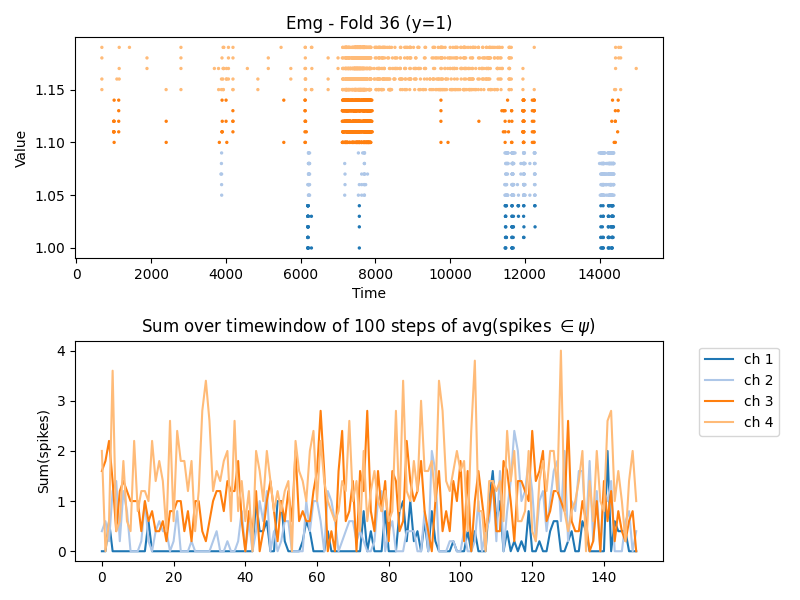 Emg - Fold 36 (y=1)
Value
1.15
1.10
1.05
1.00
0
2000
4000
6000
8000
10000
12000
14000
Time
Sum over timewindow of 100 steps of avg(spikes ∈ ψ)
Sum(spikes)
4
3
2
1
0
0
20
40
60
80
100
120
140
ch 1
ch 2
ch 3
ch 4